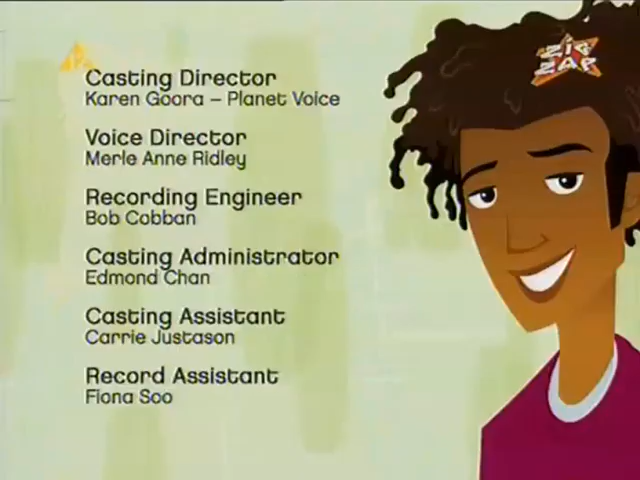 ZIG
ZAP
12
Casting Director
Karen Goora – Planet Voice
Voice Director
Merle Anne Ridley
Recording Engineer
Bob Cobban
Casting Administrator
Edmond Chan
Casting Assistant
Carrie Justason
Record Assistant
Fiona Soo